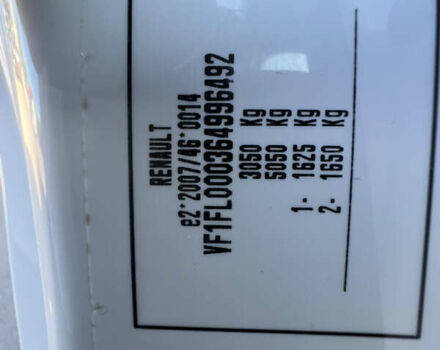 RENAULT
e2*2007/46*0014
VF1FL000364996492
3050 Kg
5050 Kg
1- 1625 Kg
2- 1650 Kg